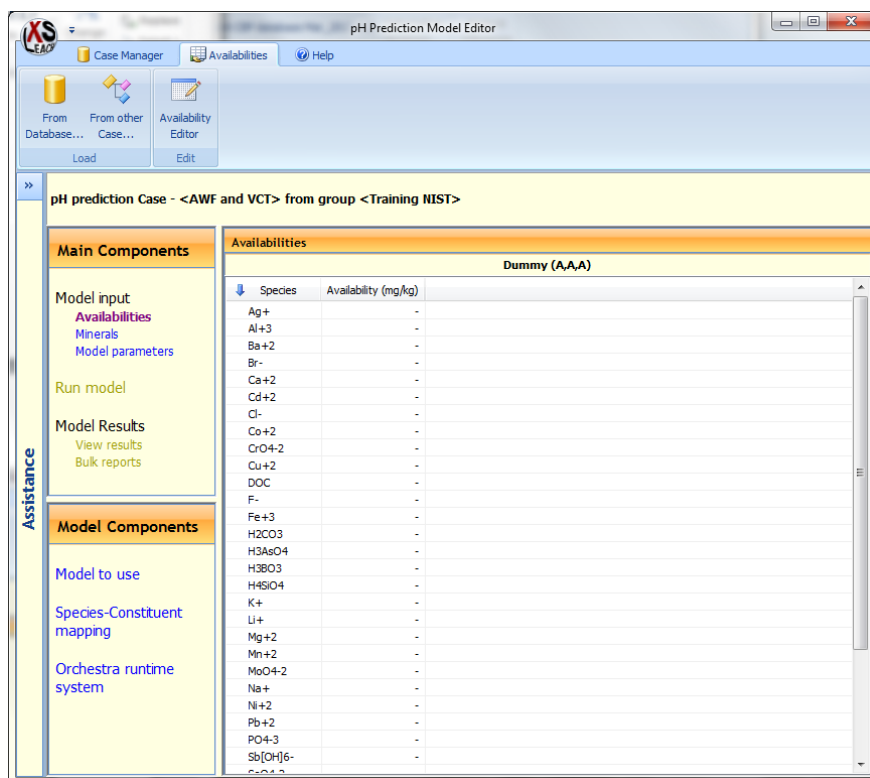 pH Prediction Model Editor
XS
LEACH
Case Manager
Availabilities
Help
From Database...
From other Case...
Availability Editor
Load
Edit
»
pH prediction Case - <AWF and VCT> from group <Training NIST>
Assistance
Main Components
Model input
Availabilities
Minerals
Model parameters
Run model
Model Results
View results
Bulk reports
Model Components
Model to use
Species-Constituent
mapping
Orchestra runtime
system
Availabilities
Dummy (A,A,A)
Species Availability (mg/kg)
Ag+ -
Al+3 -
Ba+2 -
Br- -
Ca+2 -
Cd+2 -
Cl- -
Co+2 -
CrO4-2 -
Cu+2 -
DOC -
F- -
Fe+3 -
H2CO3 -
H3AsO4 -
H3BO3 -
H4SiO4 -
K+ -
Li+ -
Mg+2 -
Mn+2 -
MoO4-2 -
Na+ -
Ni+2 -
Pb+2 -
PO4-3 -
Sb[OH]6- -